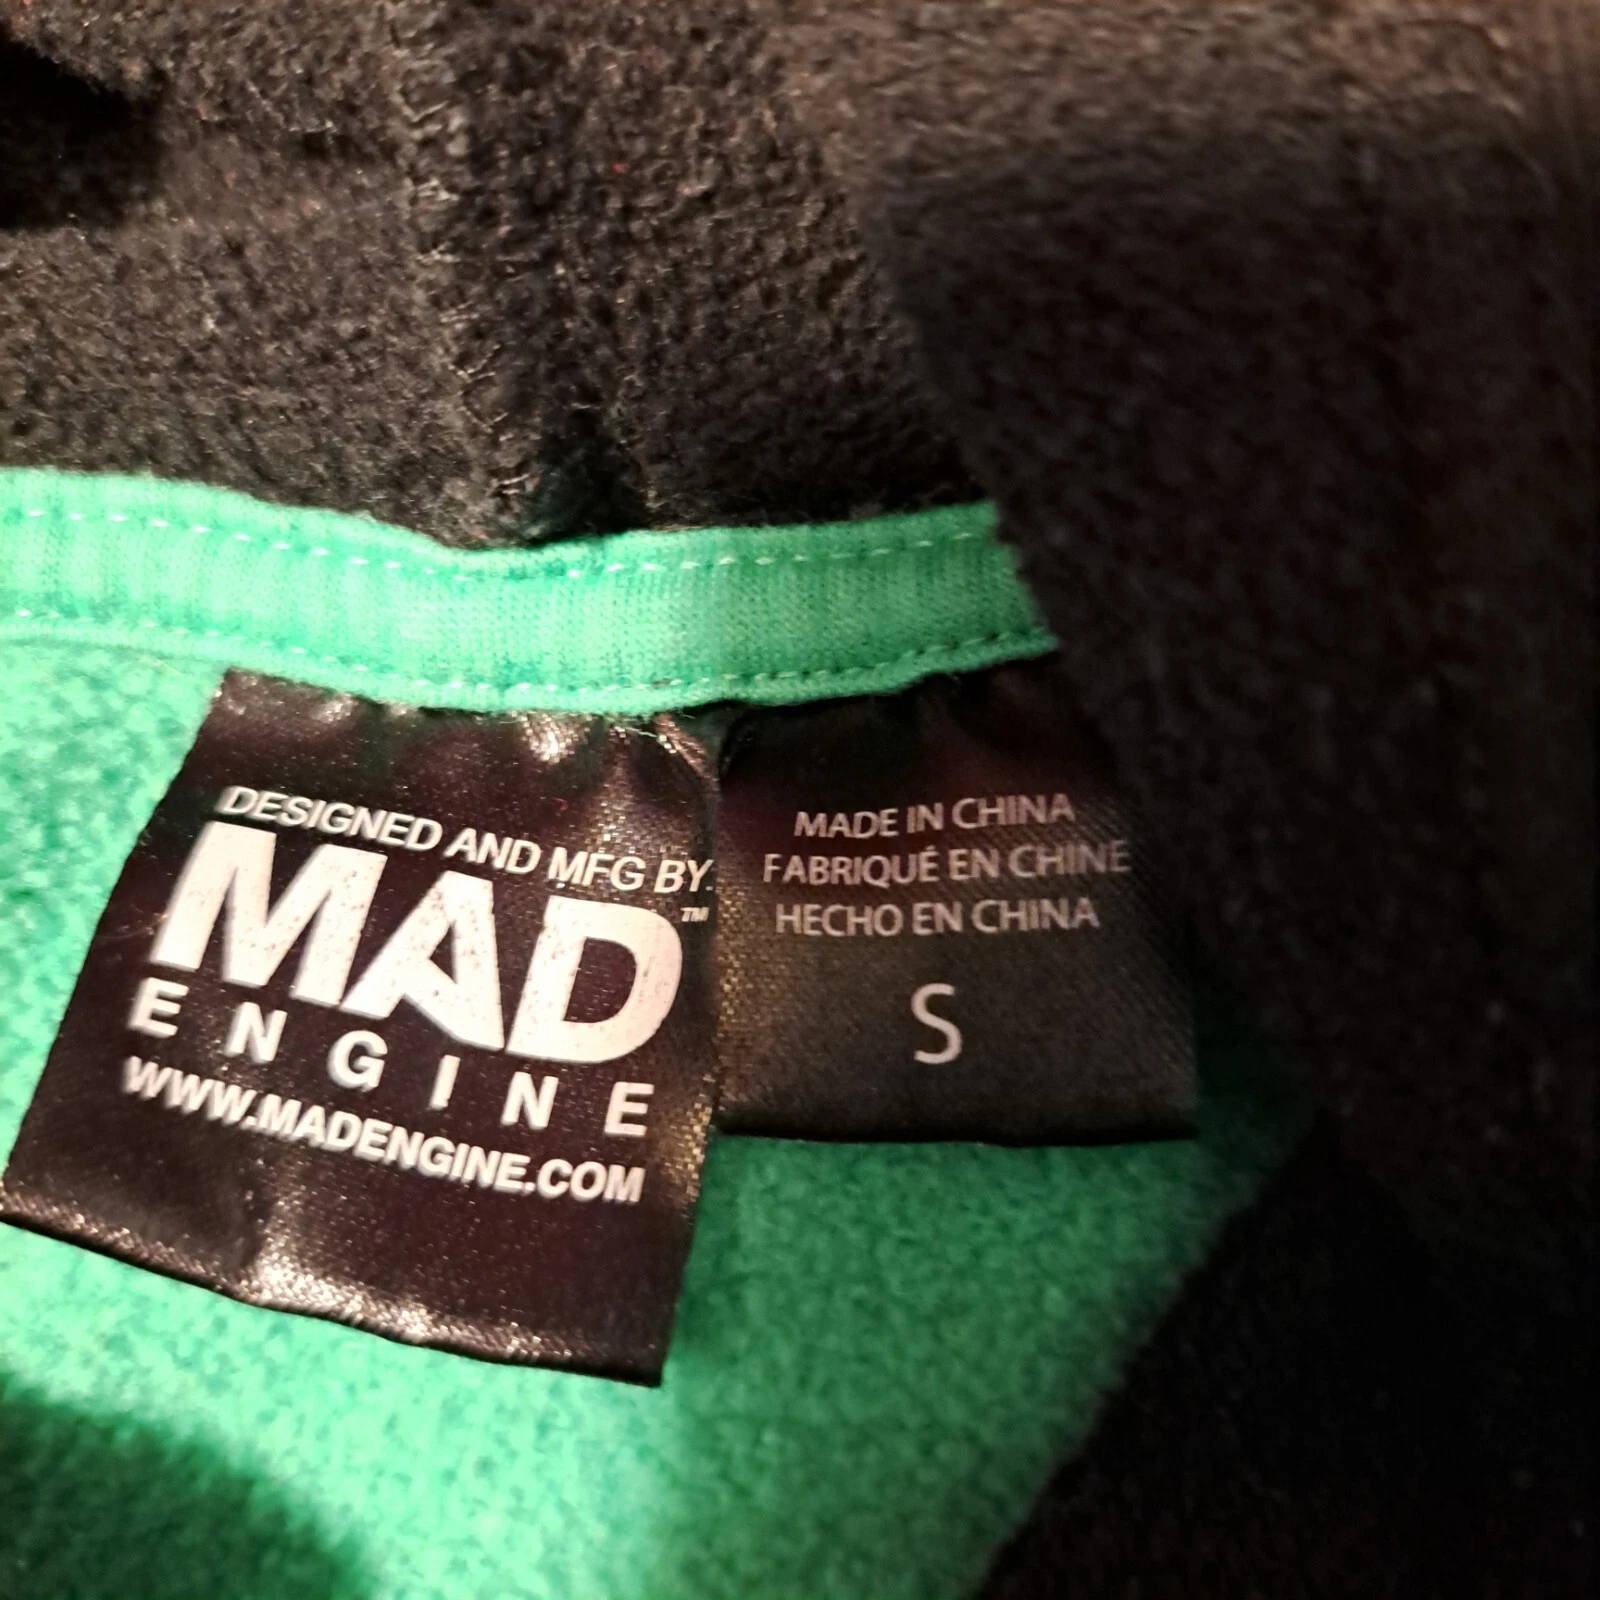 DESIGNED AND MFG BY:
MAD™
ENGINE
WWW.MADENGINE.COM
MADE IN CHINA
FABRIQUÉ EN CHINE
HECHO EN CHINA
S